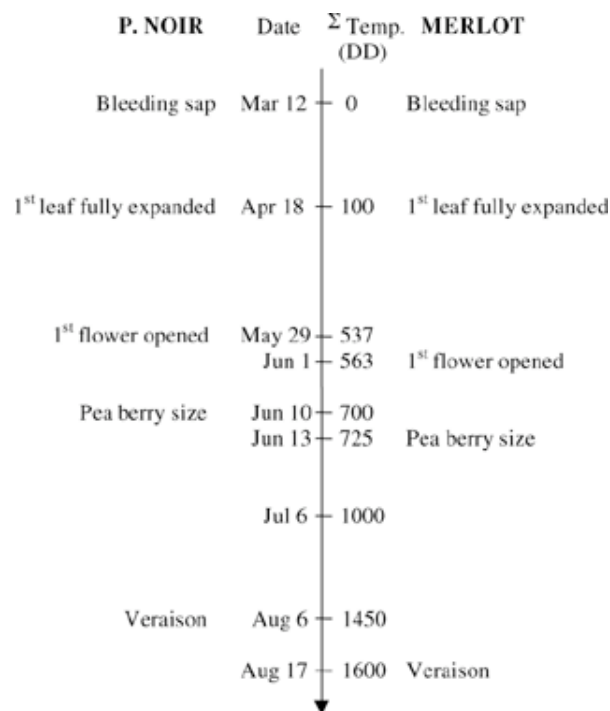 P. NOIR Date Σ Temp. (DD) MERLOT
Bleeding sap Mar 12 0 Bleeding sap
1st leaf fully expanded Apr 18 100 1st leaf fully expanded
1st flower opened May 29 537
Jun 1 563 1st flower opened
Pea berry size Jun 10 700
Jun 13 725 Pea berry size
Jul 6 1000
Veraison Aug 6 1450
Aug 17 1600 Veraison